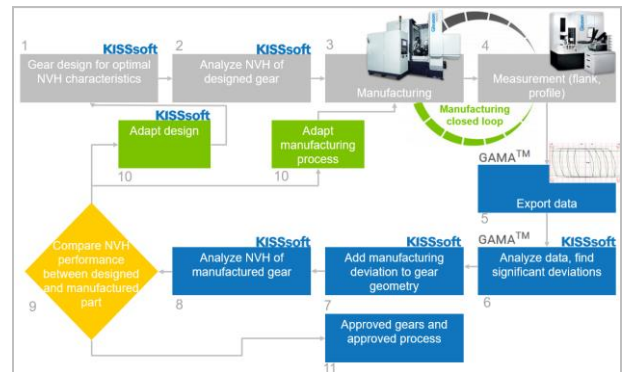 1
KISSsoft
Gear design for optimal
NVH characteristics
2
KISSsoft
Analyze NVH of
designed gear
3
Manufacturing
4
Measurement (flank,
profile)
Manufacturing
closed loop
KISSsoft
Adapt design
10
Adapt
manufacturing
process
10
GAMA™
Export data
5
Compare NVH
performance
between designed
and manufactured
part
9
KISSsoft
Analyze NVH of
manufactured gear
8
KISSsoft
Add manufacturing
deviation to gear
geometry
7
GAMA™
KISSsoft
Analyze data, find
significant deviations
6
Approved gears and
approved process
11